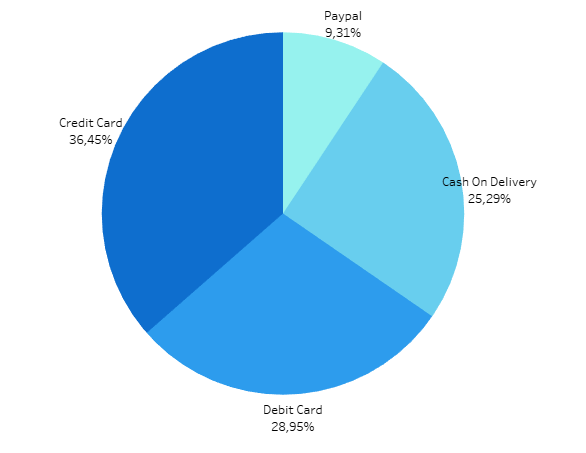 Paypal
9,31%
Credit Card
36,45%
Cash On Delivery
25,29%
Debit Card
28,95%